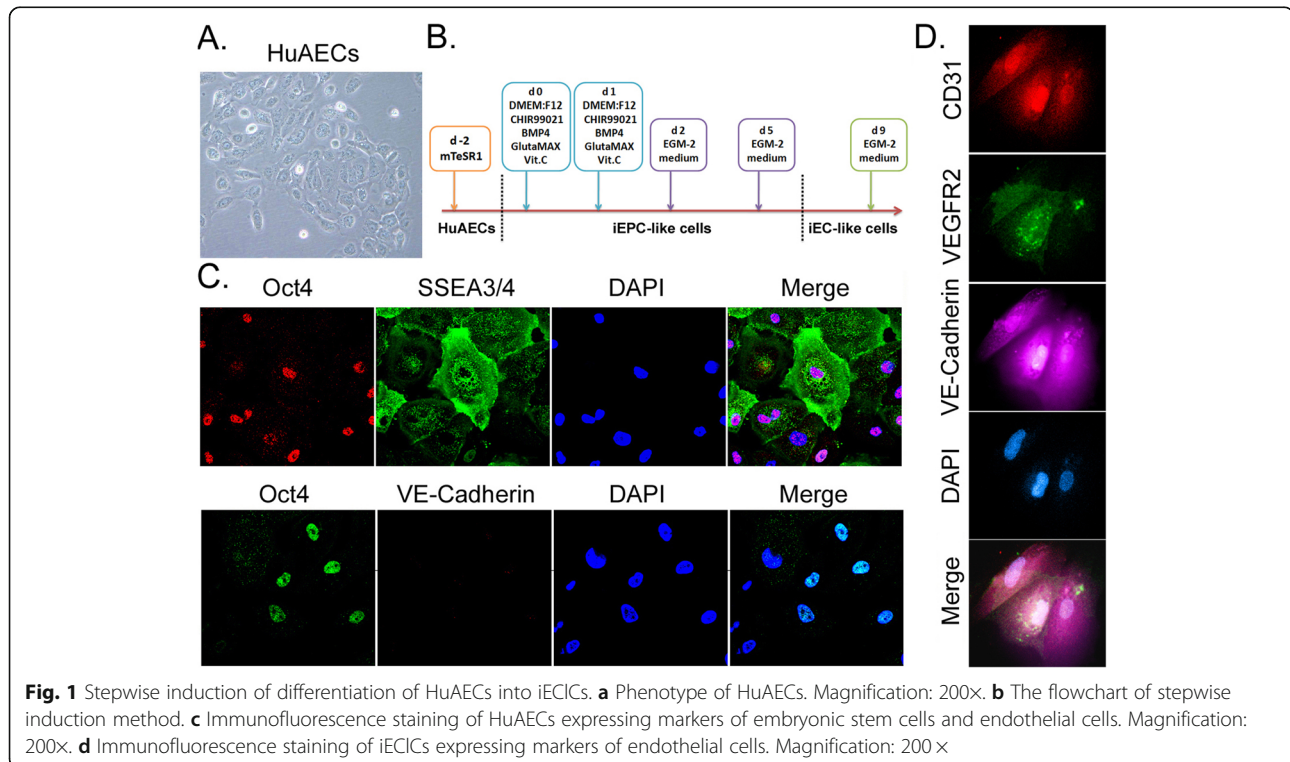 A.
HuAECs
B.
d -2
mTeSR1
d 0
DMEM:F12
CHIR99021
BMP4
GlutaMAX
Vit.C
d 1
DMEM:F12
CHIR99021
BMP4
GlutaMAX
Vit.C
d 2
EGM-2
medium
d 5
EGM-2
medium
d 9
EGM-2
medium
HuAECs
iEPC-like cells
iEC-like cells
C.
Oct4 SSEA3/4 DAPI Merge
Oct4 VE-Cadherin DAPI Merge
D.
CD31
VEGFR2
VE-Cadherin
DAPI
Merge
Fig. 1 Stepwise induction of differentiation of HuAECs into iEClCs. a Phenotype of HuAECs. Magnification: 200×. b The flowchart of stepwise
induction method. c Immunofluorescence staining of HuAECs expressing markers of embryonic stem cells and endothelial cells. Magnification:
200×. d Immunofluorescence staining of iEClCs expressing markers of endothelial cells. Magnification: 200 ×